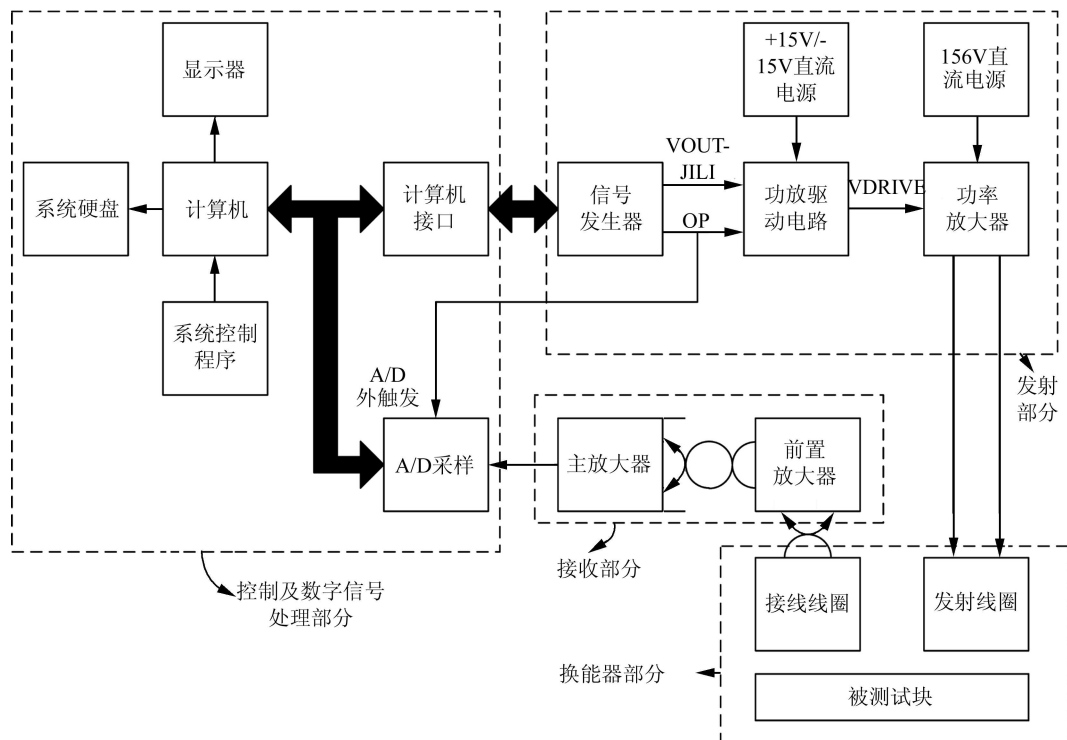 显示器
+15V/-
15V直流
电源
156V直
流电源
系统硬盘
计算机
计算机
接口
信号
发生器
VOUT-
JILI
OP
功放驱
动电路
VDRIVE
功率
放大器
系统控制
程序
A/D
外触发
发射
部分
A/D采样
主放大器
前置
放大器
接收部分
控制及数字信号
处理部分
接线线圈
发射线圈
换能器部分
被测试块